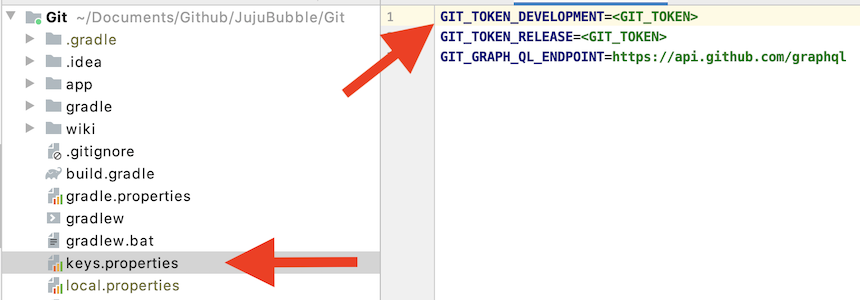 Git ~/Documents/Github/JujuBubble/Git
.gradle
.idea
app
gradle
wiki
.gitignore
build.gradle
gradle.properties
gradlew
gradlew.bat
keys.properties
local.properties
1 GIT_TOKEN_DEVELOPMENT=<GIT_TOKEN>
GIT_TOKEN_RELEASE=<GIT_TOKEN>
GIT_GRAPH_QL_ENDPOINT=https://api.github.com/graphql